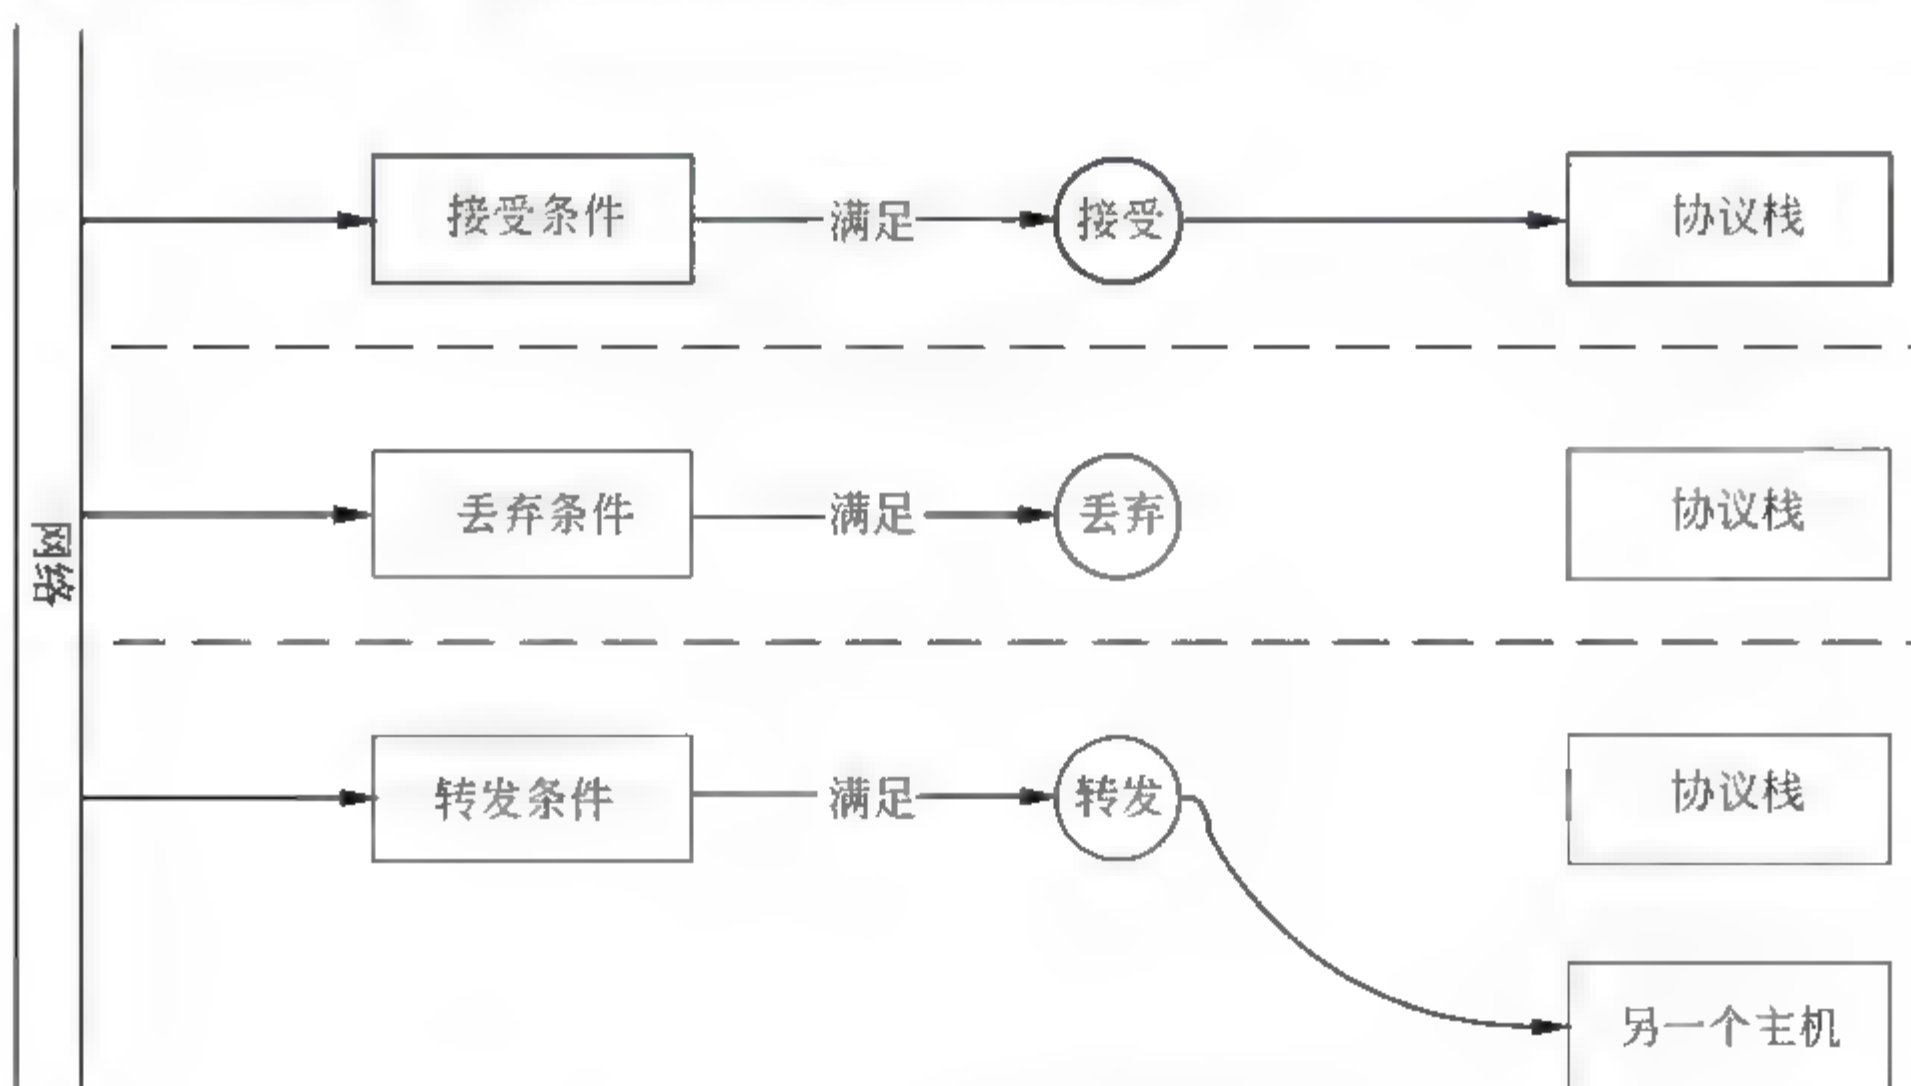 接受条件 满足 接受 协议栈
网络
丢弃条件 满足 丢弃 协议栈
转发条件 满足 转发 协议栈
另一个主机